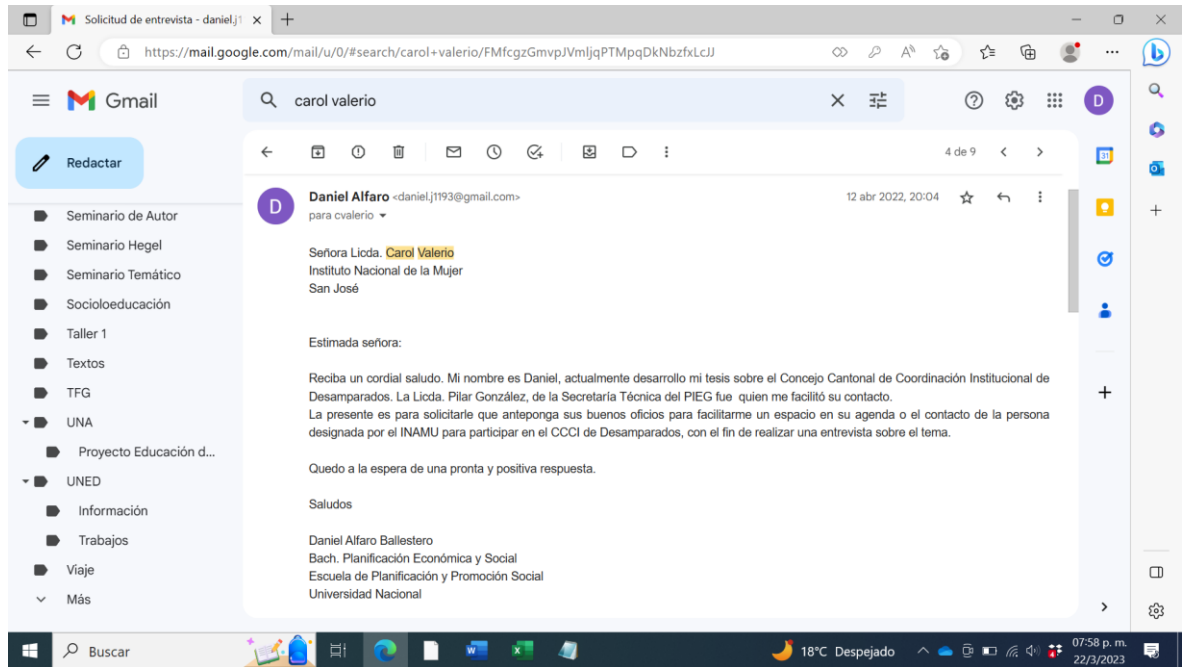 Solicitud de entrevista - daniel.j1
https://mail.google.com/mail/u/0/#search/carol+valerio/FMfcgzGmvpJVmljqPTMpqDkNbzfxLcJJ
Gmail
carol valerio
D
Redactar
4 de 9
31
Seminario de Autor
Seminario Hegel
Seminario Temático
Socioloeducación
Taller 1
Textos
TFG
UNA
Proyecto Educación d...
UNED
Información
Trabajos
Viaje
Más
D
Daniel Alfaro <daniel.j1193@gmail.com>
12 abr 2022, 20:04
para cvalerio
Señora Licda. Carol Valerio
Instituto Nacional de la Mujer
San José
Estimada señora:
Reciba un cordial saludo. Mi nombre es Daniel, actualmente desarrollo mi tesis sobre el Concejo Cantonal de Coordinación Institucional de
Desamparados. La Licda. Pilar González, de la Secretaría Técnica del PIEG fue quien me facilitó su contacto.
La presente es para solicitarle que anteponga sus buenos oficios para facilitarme un espacio en su agenda o el contacto de la persona
designada por el INAMU para participar en el CCCI de Desamparados, con el fin de realizar una entrevista sobre el tema.
Quedo a la espera de una pronta y positiva respuesta.
Saludos
Daniel Alfaro Ballestero
Bach. Planificación Económica y Social
Escuela de Planificación y Promoción Social
Universidad Nacional
Buscar
18°C Despejado
07:58 p. m.
22/3/2023